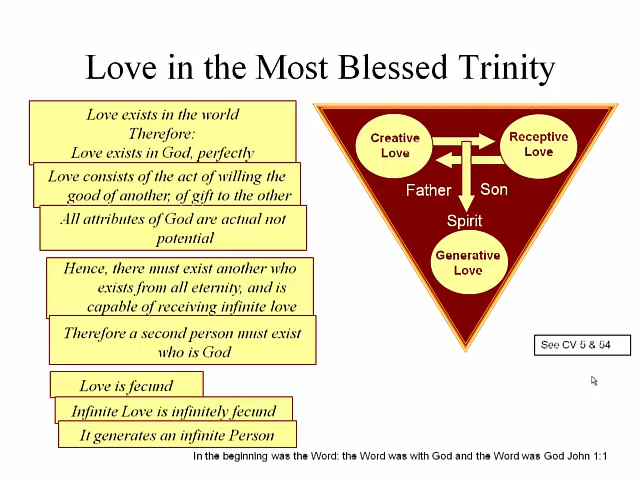 Love in the Most Blessed Trinity
Love exists in the world
Therefore:
Love exists in God, perfectly
Love consists of the act of willing the
good of another; of gift to the other
All attributes of God are actual not
potential
Hence, there must exist another who
exists from all eternity, and is
capable of receiving infinite love
Therefore a second person must exist
who is God
Love is fecund
Infinite Love is infinitely fecund
It generates an infinite Person
Creative
Love
Receptive
Love
Father
Son
Spirit
Generative
Love
See CV 5 & 54
In the beginning was the Word: the Word was with God and the Word was God John 1:1